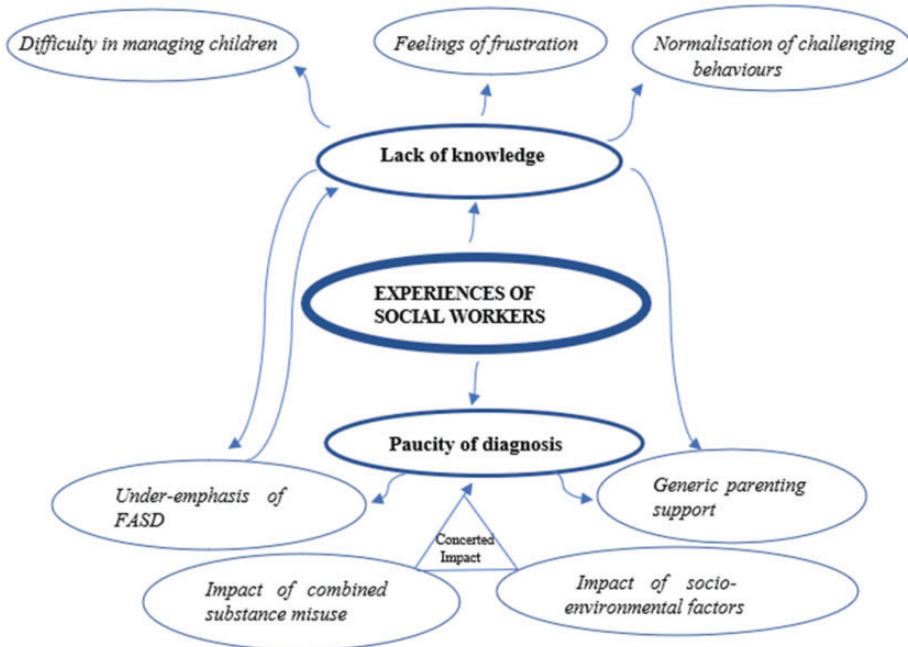 Difficulty in managing children
Feelings of frustration
Normalisation of challenging
behaviours
Lack of knowledge
EXPERIENCES OF
SOCIAL WORKERS
Paucity of diagnosis
Under-emphasis of
FASD
Generic parenting
support
Concerted
Impact
Impact of combined
substance misuse
Impact of socio-
environmental factors